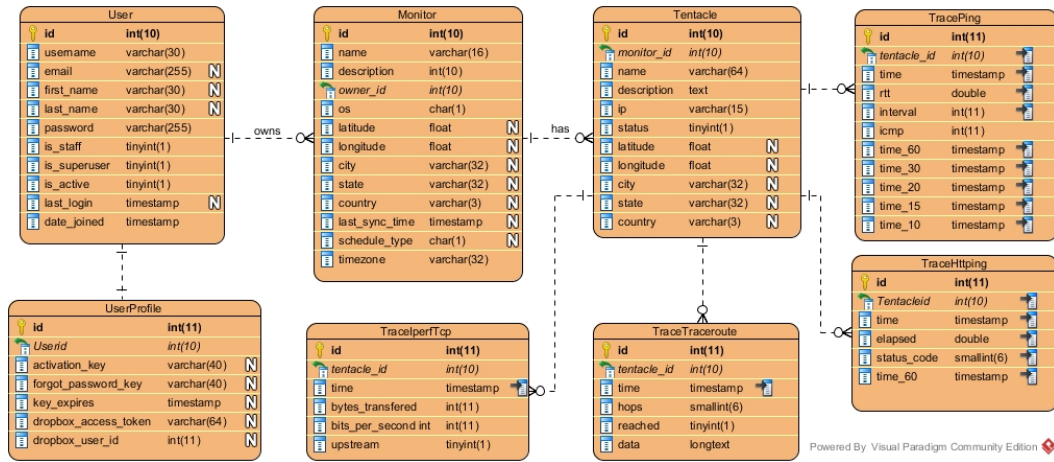 User
id int(10)
username varchar(30)
email varchar(255) N
first_name varchar(30) N
last_name varchar(30) N
password varchar(255)
is_staff tinyint(1)
is_superuser tinyint(1)
is_active tinyint(1)
last_login timestamp N
date_joined timestamp
owns
Monitor
id int(10)
name varchar(16)
description int(10)
owner_id int(10)
os char(1)
latitude float N
longitude float N
city varchar(32) N
state varchar(32) N
country varchar(3) N
last_sync_time timestamp N
schedule_type char(1) N
timezone varchar(32)
has
Tentacle
id int(10)
monitor_id int(10)
name varchar(64)
description text
ip varchar(15)
status tinyint(1)
latitude float N
longitude float N
city varchar(32) N
state varchar(32) N
country varchar(3) N
TracePing
id int(11)
tentacle_id int(10)
time timestamp
rtt double
interval int(11)
icmp int(11)
time_60 timestamp
time_30 timestamp
time_20 timestamp
time_15 timestamp
time_10 timestamp
UserProfile
id int(11)
Userid int(10)
activation_key varchar(40) N
forgot_password_key varchar(40) N
key_expires timestamp N
dropbox_access_token varchar(64) N
dropbox_user_id int(11) N
TraceIperfTcp
id int(11)
tentacle_id int(10)
time timestamp
bytes_transfered int(11)
bits_per_second int int(11)
upstream tinyint(1)
TraceTraceroute
id int(11)
tentacle_id int(10)
time timestamp
hops smallint(6)
reached tinyint(1)
data longtext
TraceHttping
id int(11)
Tentacleid int(10)
time timestamp
elapsed double
status_code smallint(6)
time_60 timestamp
Powered By Visual Paradigm Community Edition